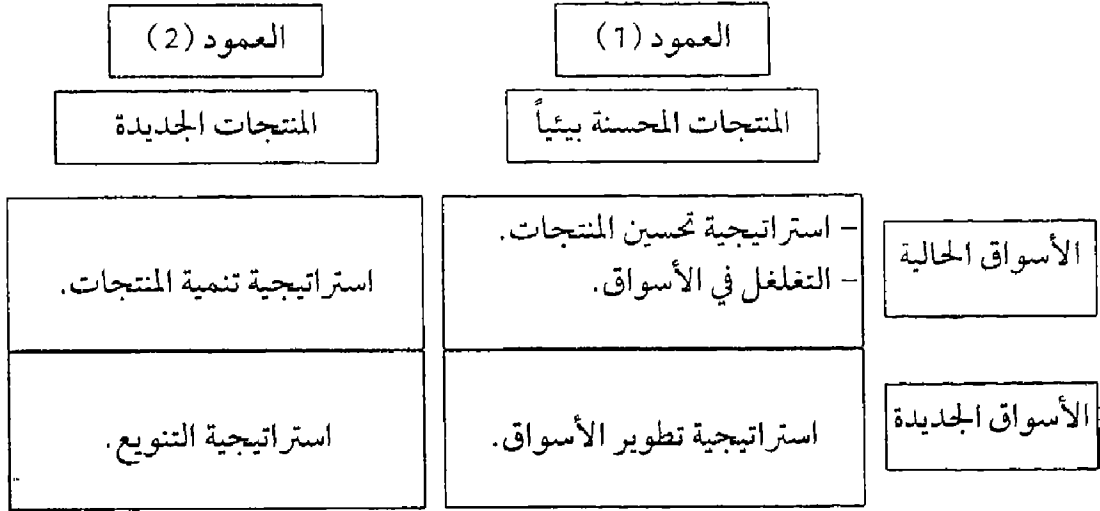 العمود (1)
العمود (2)
المنتجات المحسنة بيئياً
المنتجات الجديدة
الأسواق الحالية
- استراتيجية تحسين المنتجات.
- التغلغل في الأسواق.
استراتيجية تنمية المنتجات.
الأسواق الجديدة
استراتيجية تطوير الأسواق.
استراتيجية التنويع.